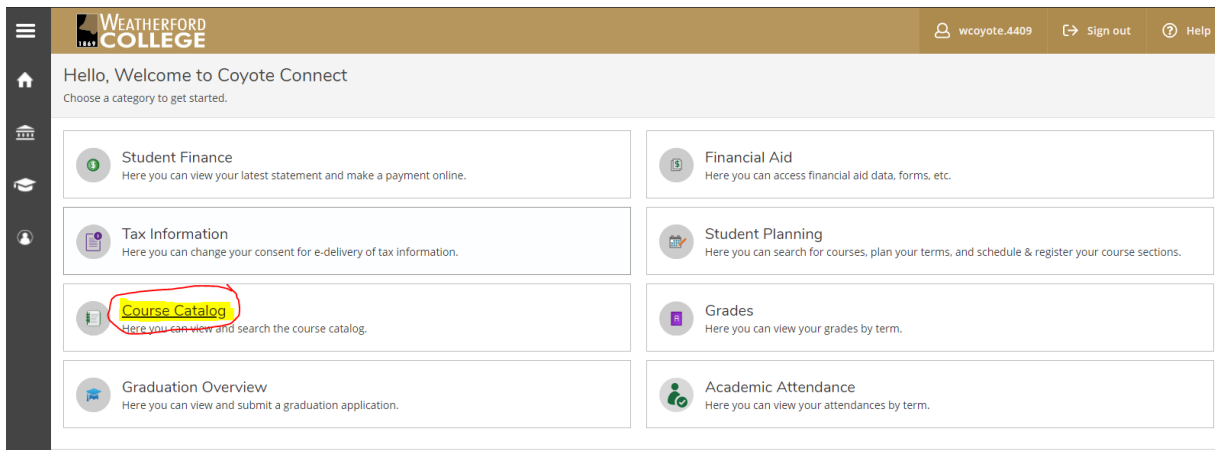 WEATHERFORD
1869 COLLEGE
wcoyote.4409
Sign out
Help
Hello, Welcome to Coyote Connect
Choose a category to get started.
Student Finance
Here you can view your latest statement and make a payment online.
Financial Aid
Here you can access financial aid data, forms, etc.
Tax Information
Here you can change your consent for e-delivery of tax information.
Student Planning
Here you can search for courses, plan your terms, and schedule & register your course sections.
Course Catalog
Here you can view and search the course catalog.
Grades
Here you can view your grades by term.
Graduation Overview
Here you can view and submit a graduation application.
Academic Attendance
Here you can view your attendances by term.